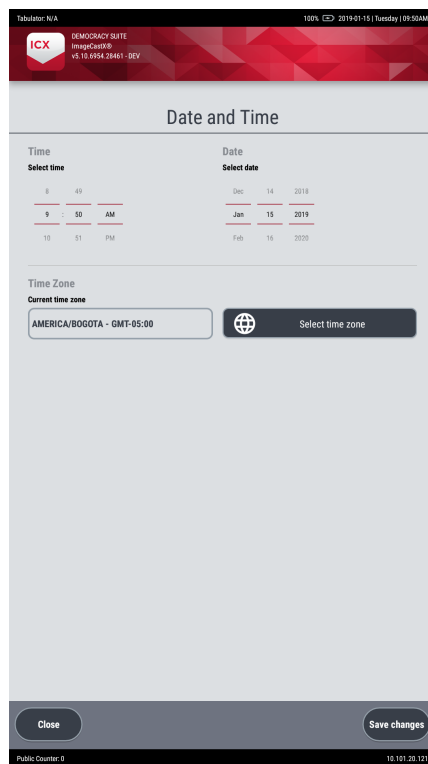 Tabulator: N/A 100% 2019-01-15 | Tuesday | 09:50AM
ICX
DEMOCRACY SUITE
ImageCastX®
v5.10.6954.28461 - DEV
Date and Time
Time Date
Select time Select date
8 49 Dec 14 2018
9 : 50 AM Jan 15 2019
10 51 PM Feb 16 2020
Time Zone
Current time zone
AMERICA/BOGOTA - GMT-05:00 Select time zone
Close Save changes
Public Counter: 0 10.101.20.121